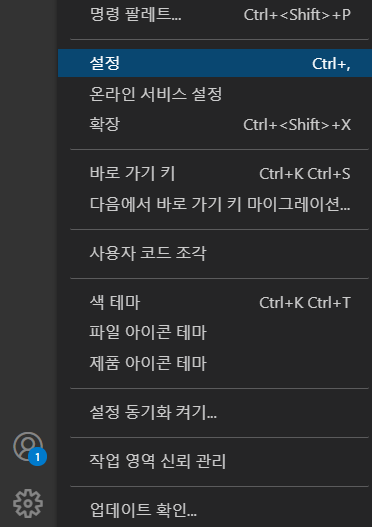 명령 팔레트... Ctrl+<Shift>+P
설정 Ctrl+,
온라인 서비스 설정
확장 Ctrl+<Shift>+X
바로 가기 키 Ctrl+K Ctrl+S
다음에서 바로 가기 키 마이그레이션...
사용자 코드 조각
색 테마 Ctrl+K Ctrl+T
파일 아이콘 테마
제품 아이콘 테마
설정 동기화 켜기...
1
작업 영역 신뢰 관리
업데이트 확인...